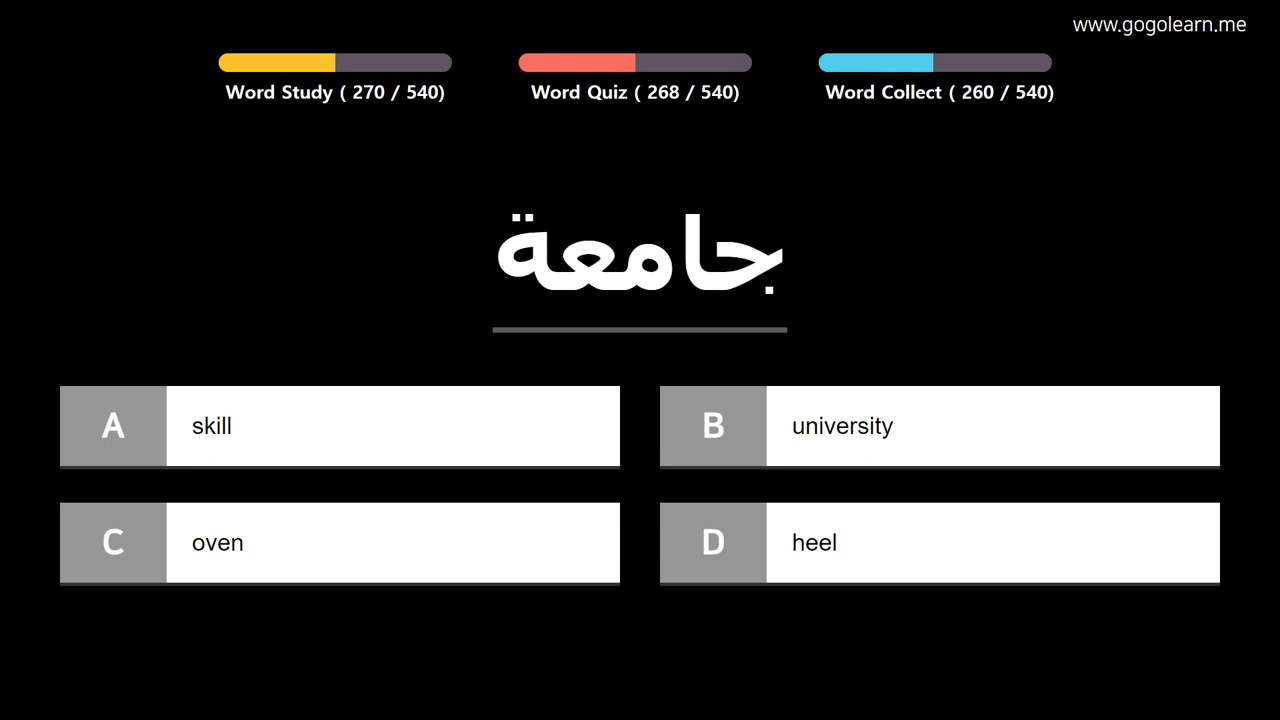 www.gogolearn.me
Word Study ( 270 / 540)
Word Quiz ( 268 / 540)
Word Collect ( 260 / 540)
جامعة
A skill
B university
C oven
D heel